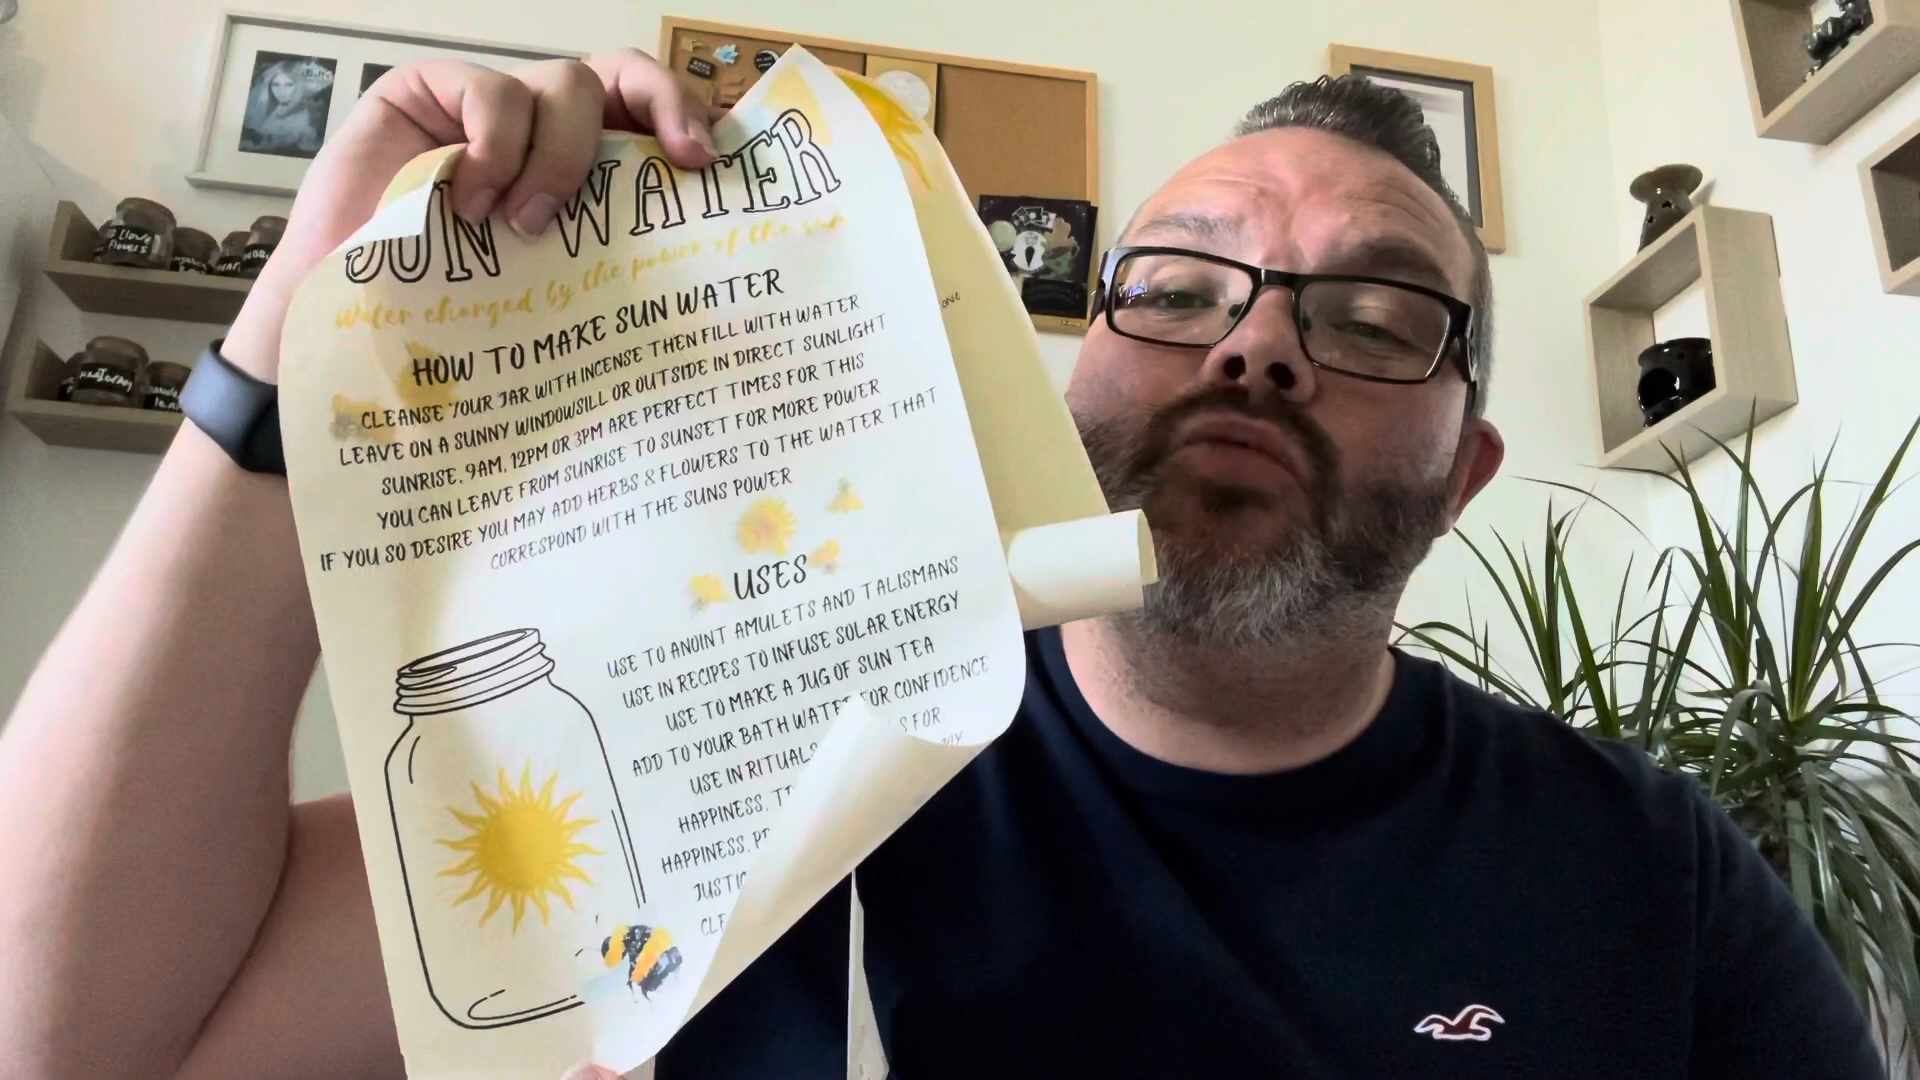 SUN WATER
Water charged by the power of the sun
HOW TO MAKE SUN WATER
CLEANSE YOUR JAR WITH INCENSE THEN FILL WITH WATER
LEAVE ON A SUNNY WINDOWSILL OR OUTSIDE IN DIRECT SUNLIGHT
SUNRISE, 9AM, 12PM OR 3PM ARE PERFECT TIMES FOR THIS
YOU CAN LEAVE FROM SUNRISE TO SUNSET FOR MORE POWER
IF YOU SO DESIRE YOU MAY ADD HERBS & FLOWERS TO THE WATER THAT
CORRESPOND WITH THE SUNS POWER
USES
USE TO ANOINT AMULETS AND TALISMANS
USE IN RECIPES TO INFUSE SOLAR ENERGY
USE TO MAKE A JUG OF SUN TEA
ADD TO YOUR BATH WATER FOR CONFIDENCE
USE IN RITUALS FOR
HAPPINESS,
HAPPINESS,